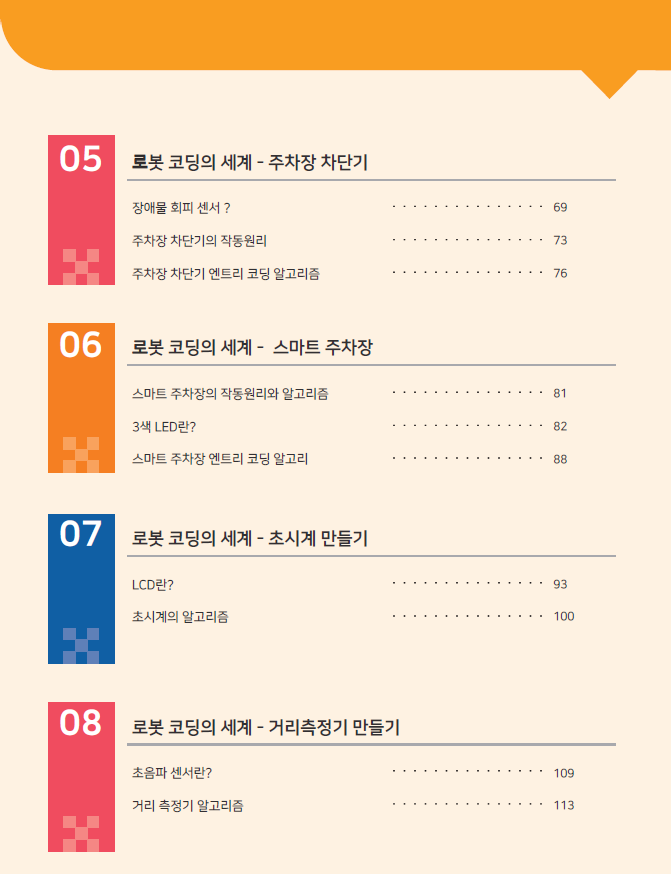 05
로봇 코딩의 세계 - 주차장 차단기
장애물 회피 센서 ? · · · · · · · · · · · · · · · 69
주차장 차단기의 작동원리 · · · · · · · · · · · · · · · 73
주차장 차단기 엔트리 코딩 알고리즘 · · · · · · · · · · · · · · · 76
06
로봇 코딩의 세계 - 스마트 주차장
스마트 주차장의 작동원리와 알고리즘 · · · · · · · · · · · · · · · 81
3색 LED란? · · · · · · · · · · · · · · · 82
스마트 주차장 엔트리 코딩 알고리 · · · · · · · · · · · · · · · 88
07
로봇 코딩의 세계 - 초시계 만들기
LCD란? · · · · · · · · · · · · · · · 93
초시계의 알고리즘 · · · · · · · · · · · · · · · 100
08
로봇 코딩의 세계 - 거리측정기 만들기
초음파 센서란? · · · · · · · · · · · · · · · 109
거리 측정기 알고리즘 · · · · · · · · · · · · · · · 113